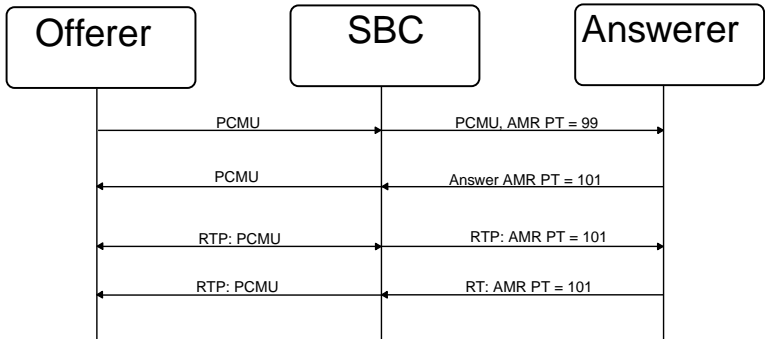 Offerer
SBC
Answerer
PCMU
PCMU, AMR PT = 99
PCMU
Answer AMR PT = 101
RTP: PCMU
RTP: AMR PT = 101
RTP: PCMU
RT: AMR PT = 101